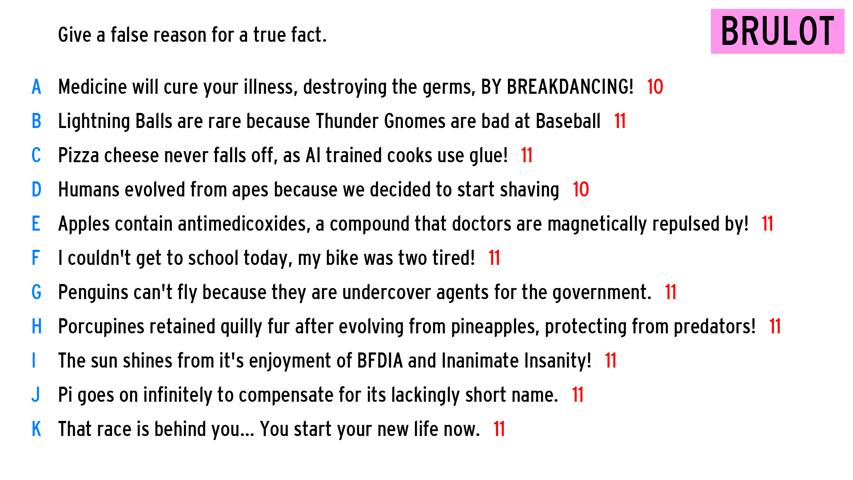 Give a false reason for a true fact.
BRULOT
A Medicine will cure your illness, destroying the germs, BY BREAKDANCING! 10
B Lightning Balls are rare because Thunder Gnomes are bad at Baseball 11
C Pizza cheese never falls off, as AI trained cooks use glue! 11
D Humans evolved from apes because we decided to start shaving 10
E Apples contain antimedicoxides, a compound that doctors are magnetically repulsed by! 11
F I couldn't get to school today, my bike was two tired! 11
G Penguins can't fly because they are undercover agents for the government. 11
H Porcupines retained quilly fur after evolving from pineapples, protecting from predators! 11
I The sun shines from it's enjoyment of BFDIA and Inanimate Insanity! 11
J Pi goes on infinitely to compensate for its lackingly short name. 11
K That race is behind you... You start your new life now. 11